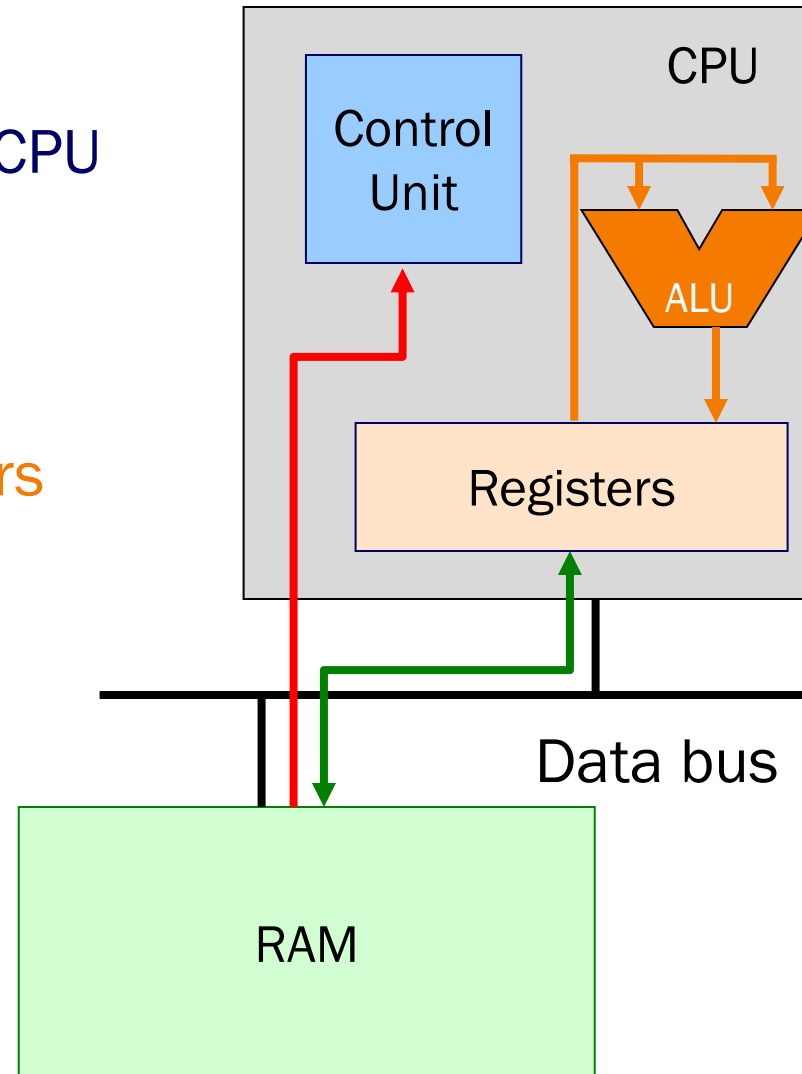 CPU
CPU
Control
Unit
ALU
rs
Registers
Data bus
RAM